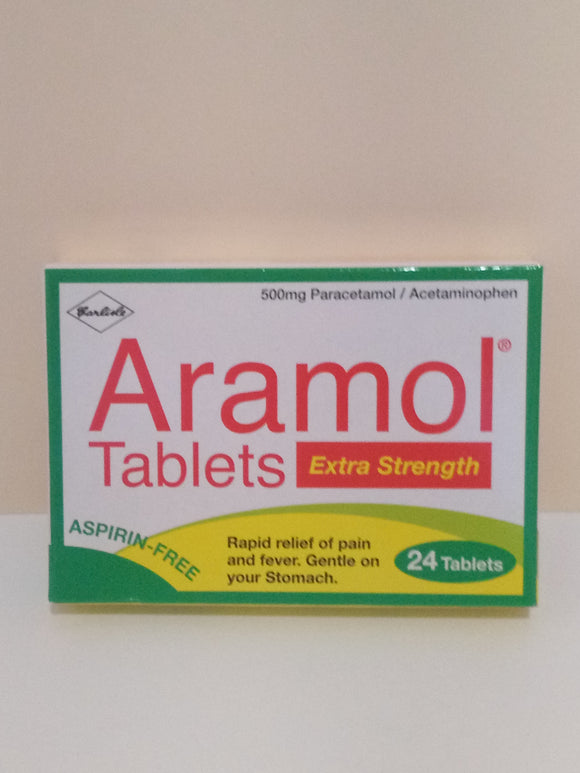 500mg Paracetamol / Acetaminophen
Carlisle
Aramol®
Tablets Extra Strength
ASPIRIN-FREE
Rapid relief of pain
and fever. Gentle on
your Stomach.
24 Tablets